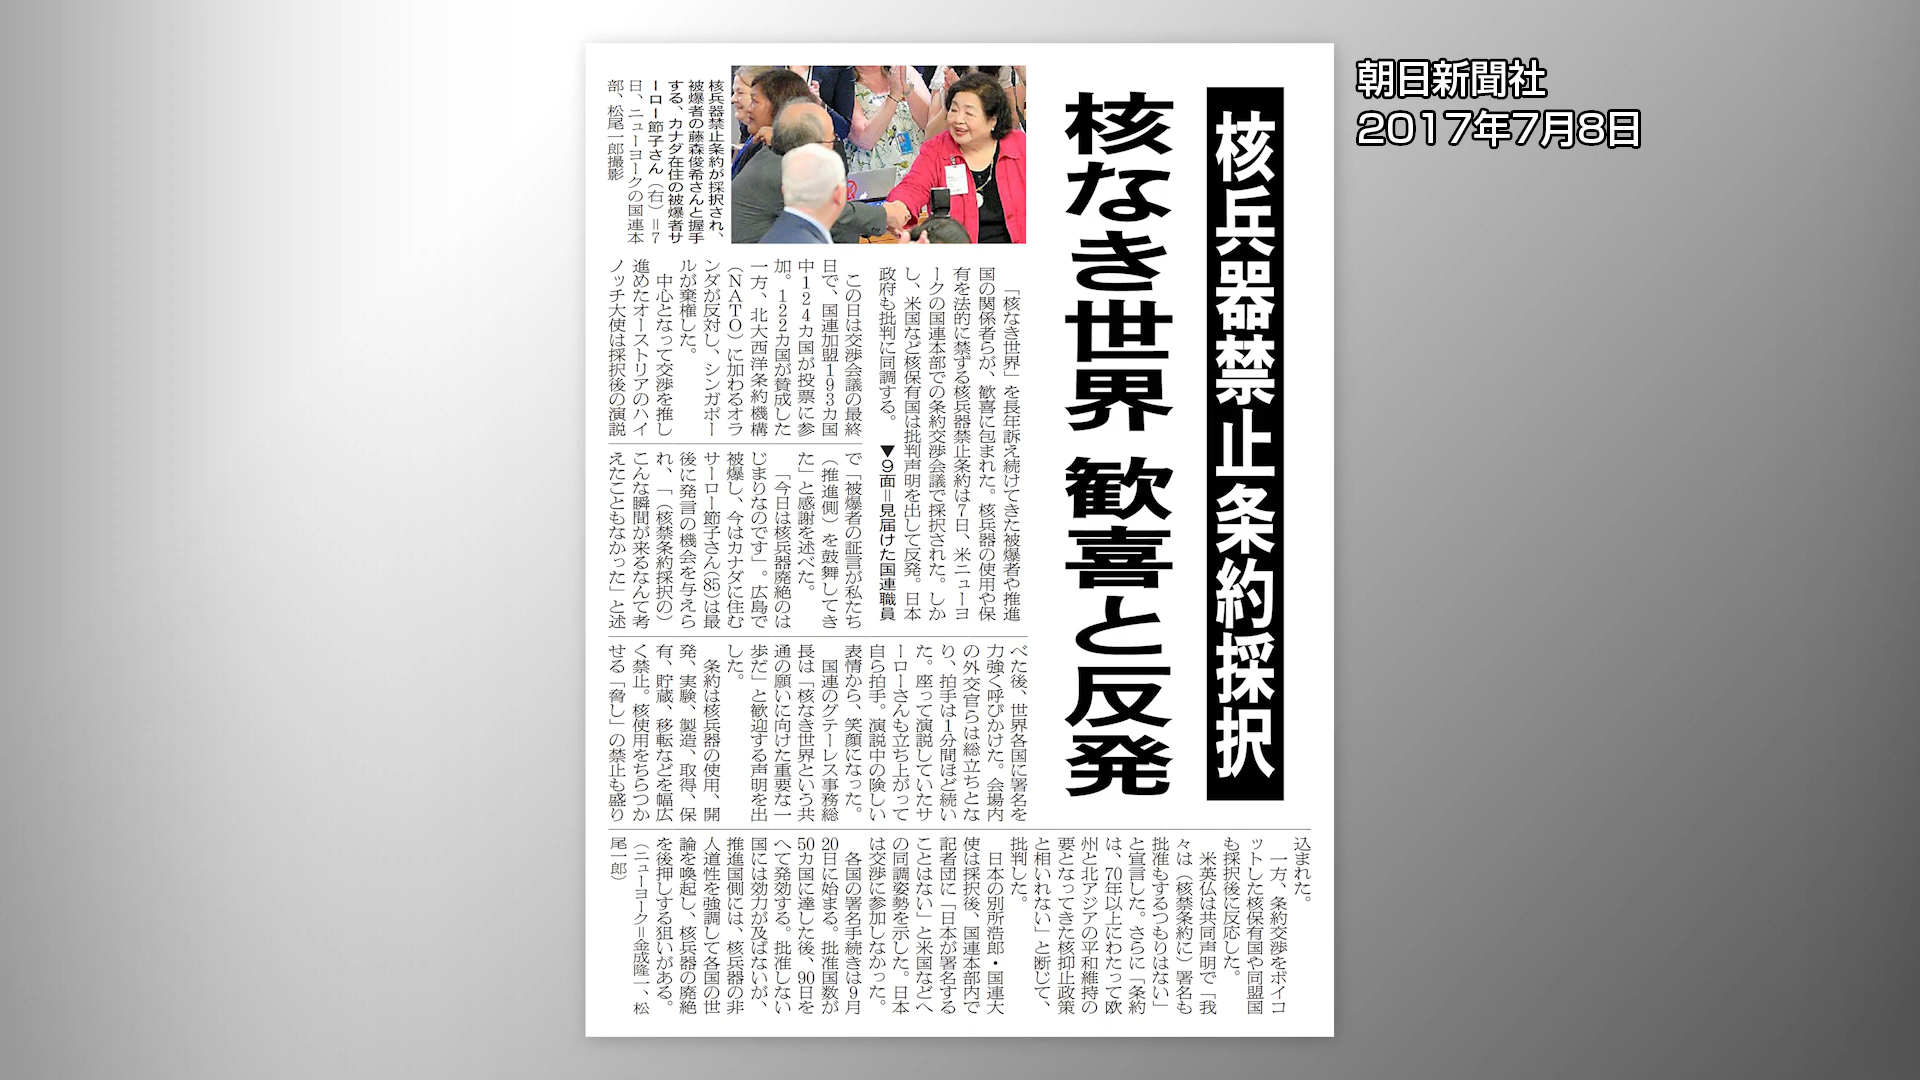 朝日新聞社
2017年7月8日
核兵器禁止条約採択
核なき世界 歓喜と反発
核兵器禁止条約が採択され、
被爆者の藤森俊希さんと握手
する、カナダ在住の被爆者サ
ーロー節子さん（右）＝7
日、ニューヨークの国連本
部、松尾一郎撮影
「核なき世界」を長年訴え続けてきた被爆者や推進
国の関係者らが、歓喜に包まれた。核兵器の使用や保
有を法的に禁ずる核兵器禁止条約は7日、米ニューヨ
ークの国連本部での条約交渉会議で採択された。しか
し、米国など核保有国は批判声明を出して反発。日本
政府も批判に同調する。　▼9面＝見届けた国連職員
この日は交渉会議の最終
日で、国連加盟193カ国
中124カ国が投票に参
加。122カ国が賛成した
一方、北大西洋条約機構
（NATO）に加わるオラ
ンダが反対し、シンガポー
ルが棄権した。
中心となって交渉を推し
進めたオーストリアのハイ
ノッチ大使は採択後の演説
で「被爆者の証言が私たち
（推進側）を鼓舞してき
た」と感謝を述べた。
「今日は核兵器廃絶のは
じまりなのです」。広島で
被爆し、今はカナダに住む
サーロー節子さん(85)は最
後に発言の機会を与えら
れ、「（核禁条約採択の）
こんな瞬間が来るなんて考
えたこともなかった」と述
べた後、世界各国に署名を
力強く呼びかけた。会場内
の外交官らは総立ちとな
り、拍手は1分間ほど続い
た。座って演説していたサ
ーローさんも立ち上がって
自ら拍手。演説中の険しい
表情から、笑顔になった。
国連のグテーレス事務総
長は「核なき世界という共
通の願いに向けた重要な一
歩だ」と歓迎する声明を出
した。
条約は核兵器の使用、開
発、実験、製造、取得、保
有、貯蔵、移転などを幅広
く禁止。核使用をちらつか
せる「脅し」の禁止も盛り
込まれた。
一方、条約交渉をボイコ
ットした核保有国や同盟国
も採択後に反応した。
米英仏は共同声明で「我
々は（核禁条約に）署名も
批准もするつもりはない」
と宣言した。さらに「条約
は、70年以上にわたって欧
州と北アジアの平和維持の
要となってきた核抑止政策
と相いれない」と断じて、
批判した。
日本の別所浩郎・国連大
使は採択後、国連本部内で
記者団に「日本が署名する
ことはない」と米国などへ
の同調姿勢を示した。日本
は交渉に参加しなかった。
各国の署名手続きは9月
20日に始まる。批准国数が
50カ国に達した後、90日を
へて発効する。批准しない
国には効力が及ばないが、
推進国側には、核兵器の非
人道性を強調して各国の世
論を喚起し、核兵器の廃絶
を後押しする狙いがある。
（ニューヨーク＝金成隆一、松
尾一郎）